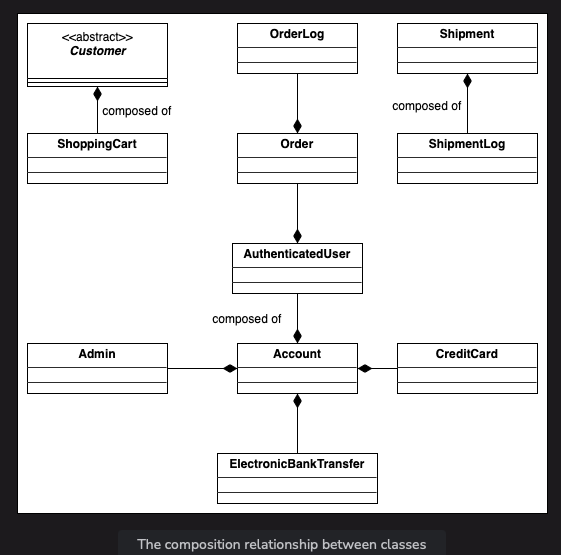 <<abstract>>
Customer
OrderLog
Shipment
composed of
composed of
ShoppingCart
Order
ShipmentLog
AuthenticatedUser
composed of
Admin
Account
CreditCard
ElectronicBankTransfer
The composition relationship between classes